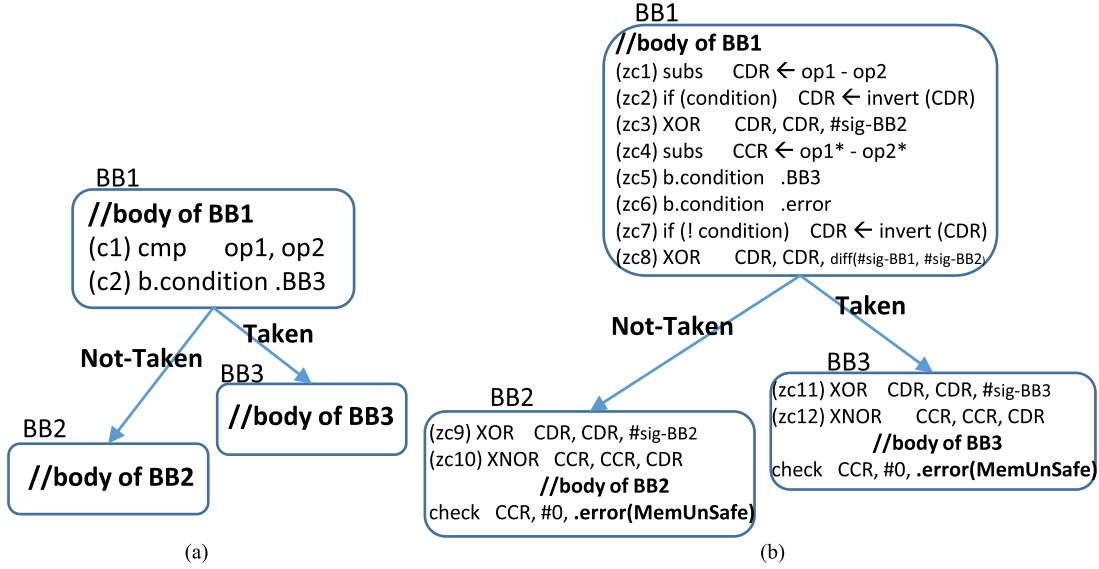 BB1
//body of BB1
(c1) cmp op1, op2
(c2) b.condition .BB3
Not-Taken
Taken
BB2
//body of BB2
BB3
//body of BB3
(a)
BB1
//body of BB1
(zc1) subs CDR ← op1 - op2
(zc2) if (condition) CDR ← invert (CDR)
(zc3) XOR CDR, CDR, #sig-BB2
(zc4) subs CCR ← op1* - op2*
(zc5) b.condition .BB3
(zc6) b.condition .error
(zc7) if (! condition) CDR ← invert (CDR)
(zc8) XOR CDR, CDR, diff(#sig-BB1, #sig-BB2)
Not-Taken
Taken
BB2
(zc9) XOR CDR, CDR, #sig-BB2
(zc10) XNOR CCR, CCR, CDR
//body of BB2
check CCR, #0, .error(MemUnSafe)
BB3
(zc11) XOR CDR, CDR, #sig-BB3
(zc12) XNOR CCR, CCR, CDR
//body of BB3
check CCR, #0, .error(MemUnSafe)
(b)